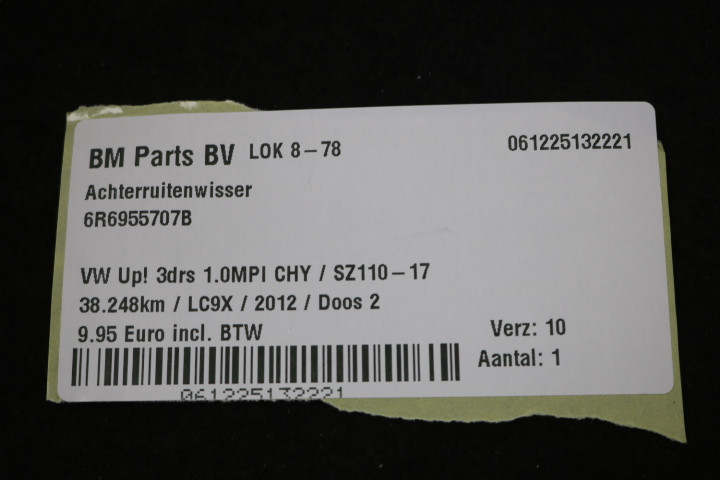 BM Parts BV LOK 8-78 061225132221
Achterruitenwisser
6R6955707B
VW Up! 3drs 1.0MPI CHY / SZ110-17
38.248km / LC9X / 2012 / Doos 2
9.95 Euro incl. BTW Verz: 10
Aantal: 1
061225132221